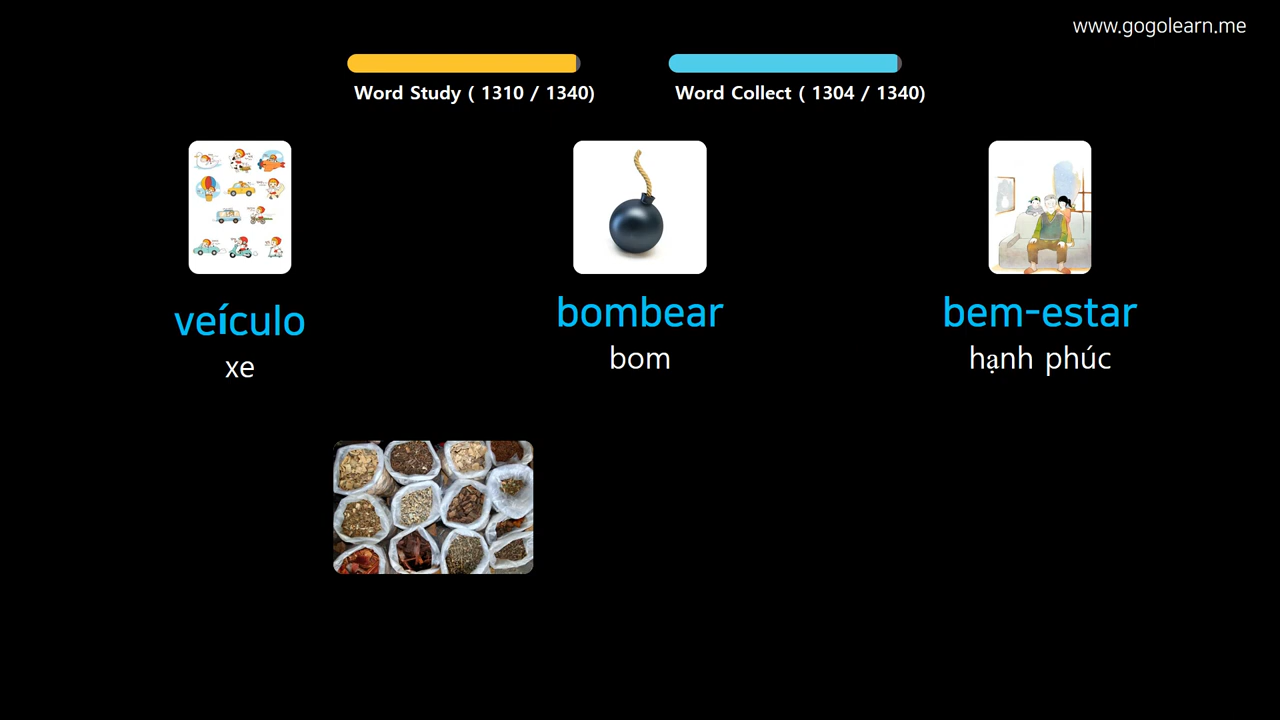 www.gogolearn.me
Word Study ( 1310 / 1340)
Word Collect ( 1304 / 1340)
veículo
xe
bombear
bom
bem-estar
hạnh phúc